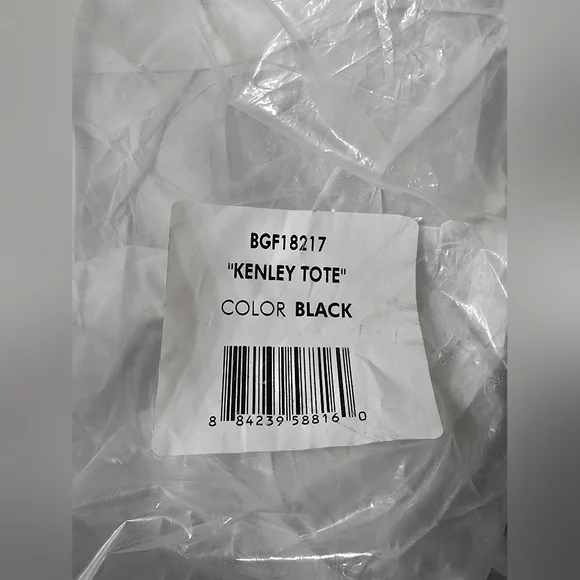 BGF18217
"KENLEY TOTE"
COLOR BLACK
8 84239 58816 0